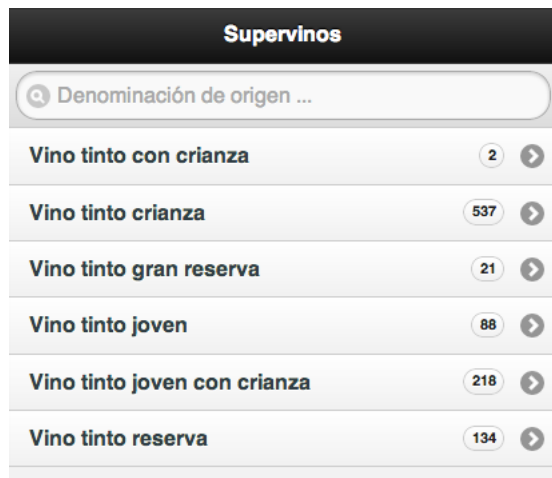 Supervinos
Denominación de origen ...
Vino tinto con crianza 2
Vino tinto crianza 537
Vino tinto gran reserva 21
Vino tinto joven 88
Vino tinto joven con crianza 218
Vino tinto reserva 134